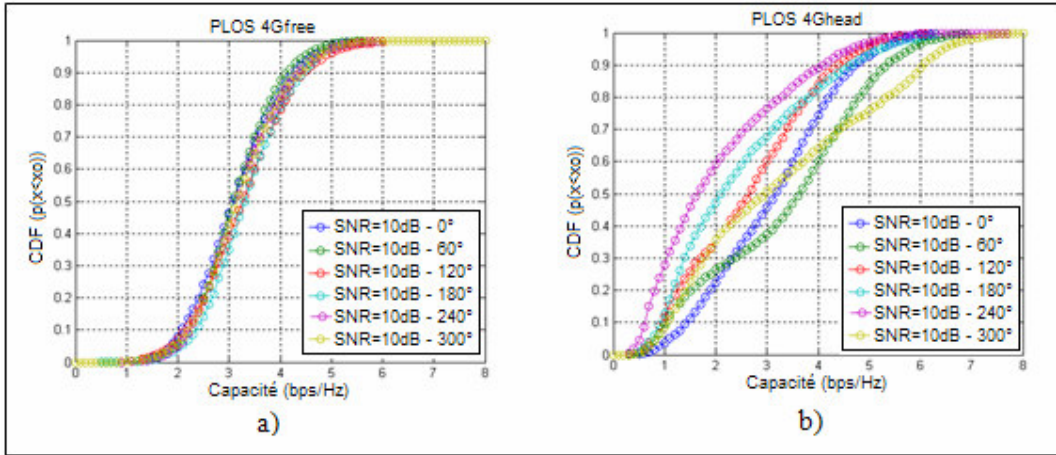 PLOS 4Gfree
CDF (p(x<xo))
1
0.9
0.8
0.7
0.6
0.5
0.4
0.3
0.2
0.1
0
0 1 2 3 4 5 6 7 8
SNR=10dB - 0°
SNR=10dB - 60°
SNR=10dB - 120°
SNR=10dB - 180°
SNR=10dB - 240°
SNR=10dB - 300°
Capacité (bps/Hz)
a)
PLOS 4Ghead
CDF (p(x<xo))
1
0.9
0.8
0.7
0.6
0.5
0.4
0.3
0.2
0.1
0
0 1 2 3 4 5 6 7 8
SNR=10dB - 0°
SNR=10dB - 60°
SNR=10dB - 120°
SNR=10dB - 180°
SNR=10dB - 240°
SNR=10dB - 300°
Capacité (bps/Hz)
b)